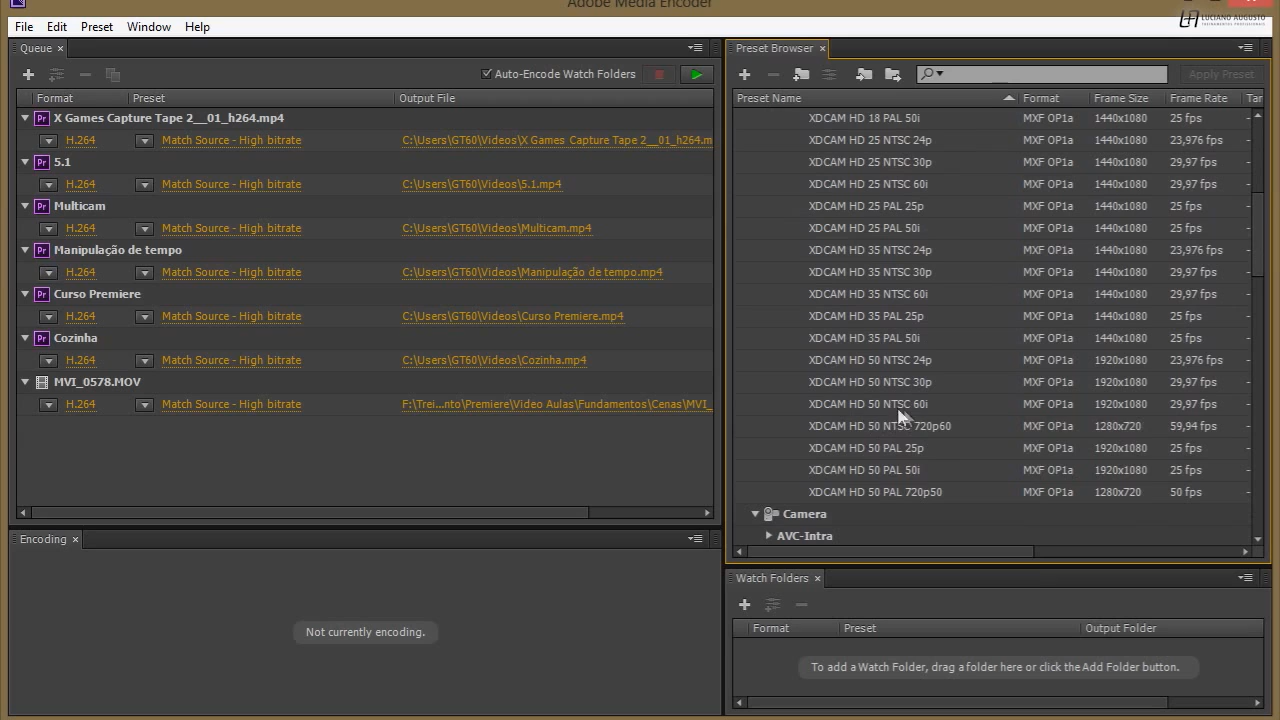 Adobe Media Encoder
LUCIANO AUGUSTO
File Edit Preset Window Help
Queue
Auto-Encode Watch Folders
Format Preset Output File
Pr X Games Capture Tape 2__01_h264.mp4
H.264 Match Source - High bitrate C:\Users\GT60\Videos\X Games Capture Tape 2__01_h264.m
Pr 5.1
H.264 Match Source - High bitrate C:\Users\GT60\Videos\5.1.mp4
Pr Multicam
H.264 Match Source - High bitrate C:\Users\GT60\Videos\Multicam.mp4
Pr Manipulação de tempo
H.264 Match Source - High bitrate C:\Users\GT60\Videos\Manipulação de tempo.mp4
Pr Curso Premiere
H.264 Match Source - High bitrate C:\Users\GT60\Videos\Curso Premiere.mp4
Pr Cozinha
H.264 Match Source - High bitrate C:\Users\GT60\Videos\Cozinha.mp4
MVI_0578.MOV
H.264 Match Source - High bitrate F:\Trei...nto\Premiere\Video Aulas\Fundamentos\Cenas\MVI_
Encoding
Not currently encoding.
Preset Browser
Apply Preset
Preset Name Format Frame Size Frame Rate Tar
XDCAM HD 18 PAL 50i MXF OP1a 1440x1080 25 fps -
XDCAM HD 25 NTSC 24p MXF OP1a 1440x1080 23,976 fps -
XDCAM HD 25 NTSC 30p MXF OP1a 1440x1080 29,97 fps -
XDCAM HD 25 NTSC 60i MXF OP1a 1440x1080 29,97 fps -
XDCAM HD 25 PAL 25p MXF OP1a 1440x1080 25 fps -
XDCAM HD 25 PAL 50i MXF OP1a 1440x1080 25 fps -
XDCAM HD 35 NTSC 24p MXF OP1a 1440x1080 23,976 fps -
XDCAM HD 35 NTSC 30p MXF OP1a 1440x1080 29,97 fps -
XDCAM HD 35 NTSC 60i MXF OP1a 1440x1080 29,97 fps -
XDCAM HD 35 PAL 25p MXF OP1a 1440x1080 25 fps -
XDCAM HD 35 PAL 50i MXF OP1a 1440x1080 25 fps -
XDCAM HD 50 NTSC 24p MXF OP1a 1920x1080 23,976 fps -
XDCAM HD 50 NTSC 30p MXF OP1a 1920x1080 29,97 fps -
XDCAM HD 50 NTSC 60i MXF OP1a 1920x1080 29,97 fps -
XDCAM HD 50 NTSC 720p60 MXF OP1a 1280x720 59,94 fps -
XDCAM HD 50 PAL 25p MXF OP1a 1920x1080 25 fps -
XDCAM HD 50 PAL 50i MXF OP1a 1920x1080 25 fps -
XDCAM HD 50 PAL 720p50 MXF OP1a 1280x720 50 fps -
Camera
AVC-Intra
Watch Folders
Format Preset Output Folder
To add a Watch Folder, drag a folder here or click the Add Folder button.